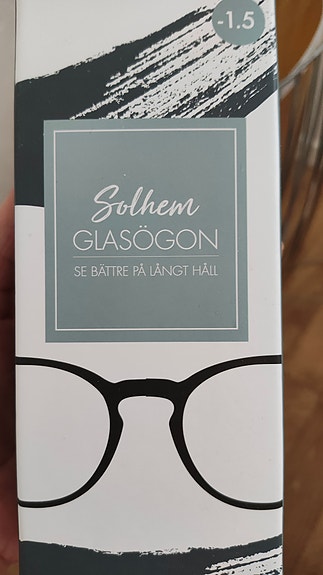 -1.5
Solhem
GLASÖGON
SE BÄTTRE PÅ LÅNGT HÅLL